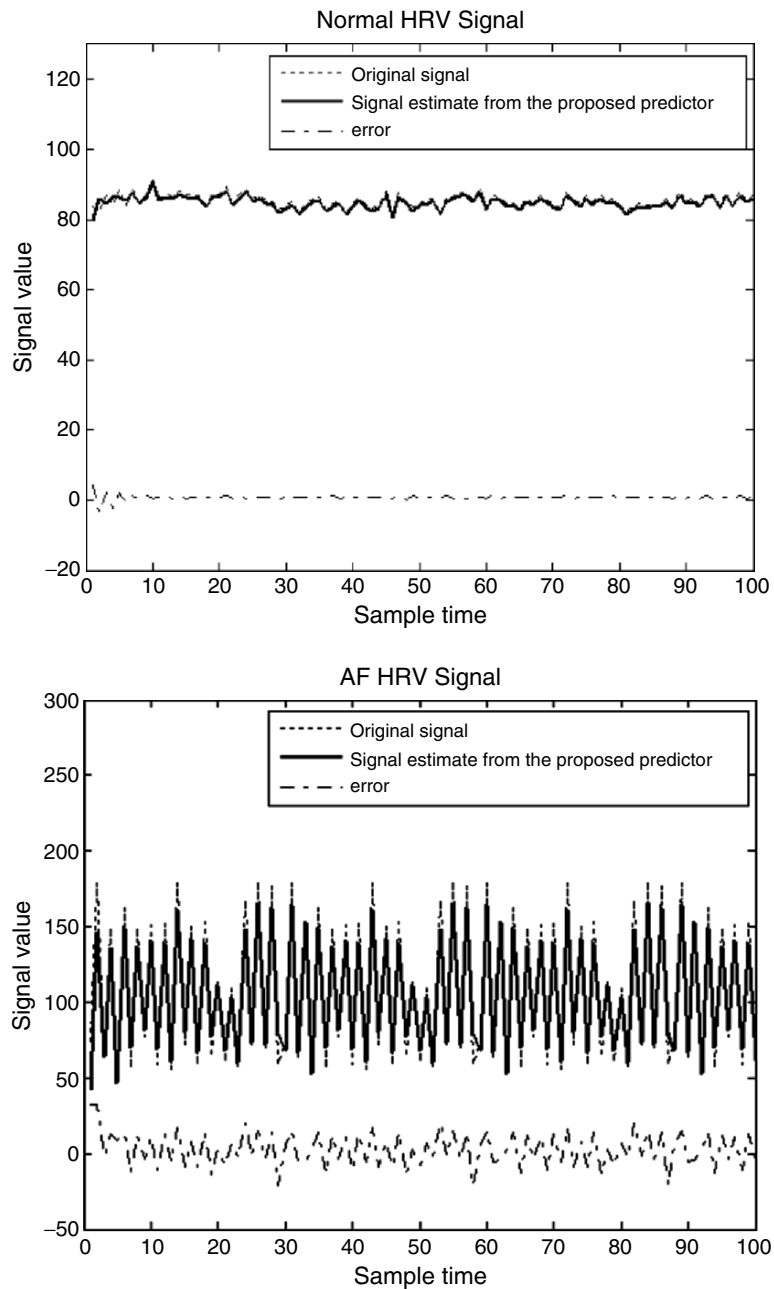 Normal HRV Signal
120
100
80
60
40
20
0
−20
Signal value
Original signal
Signal estimate from the proposed predictor
error
0 10 20 30 40 50 60 70 80 90 100
Sample time
AF HRV Signal
300
250
200
150
100
50
0
−50
Signal value
Original signal
Signal estimate from the proposed predictor
error
0 10 20 30 40 50 60 70 80 90 100
Sample time